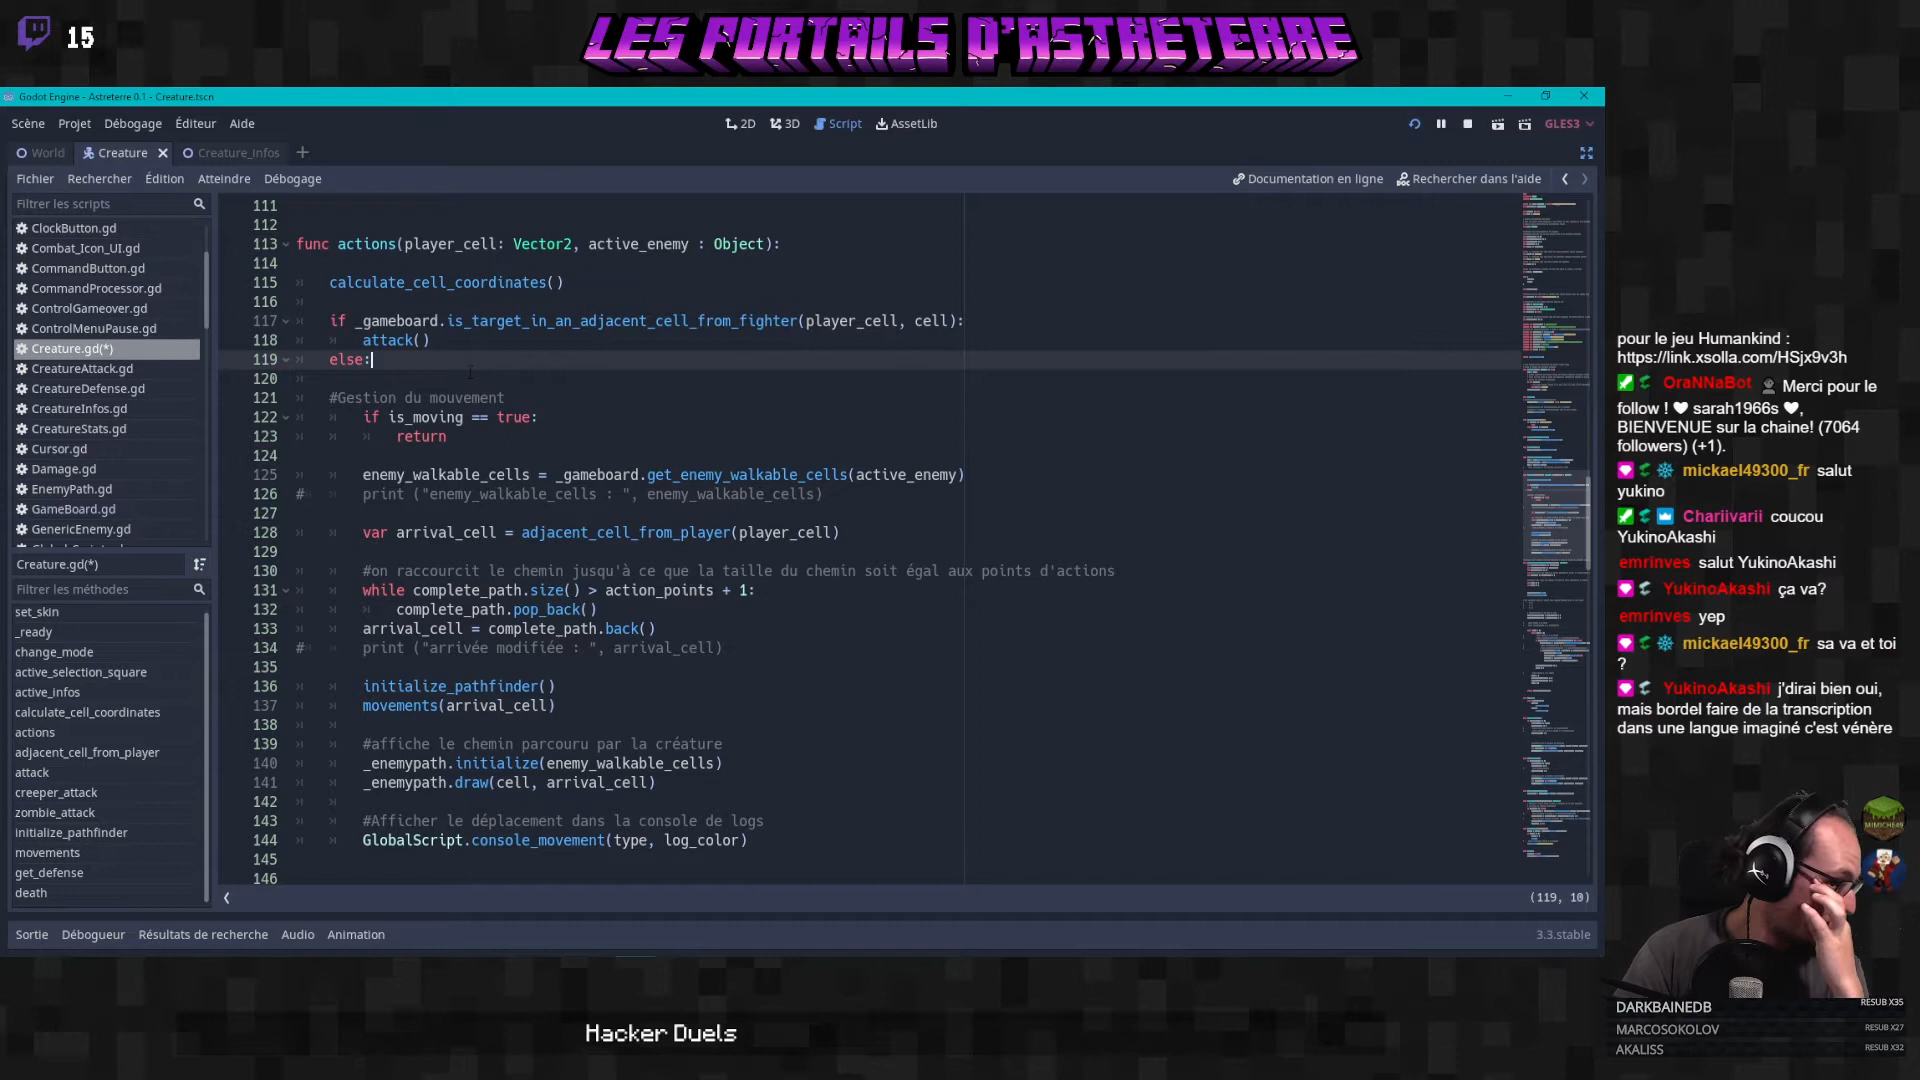 15
LES PORTAILS D'ASTRETERRE
Godot Engine - Astreterre 0.1 - Creature.tscn
Scène Projet Débogage Éditeur Aide
2D 3D Script AssetLib
GLES3
World Creature Creature_Infos
Fichier Rechercher Édition Atteindre Débogage
Documentation en ligne Rechercher dans l'aide
Filtrer les scripts
ClockButton.gd
Combat_Icon_UI.gd
CommandButton.gd
CommandProcessor.gd
ControlGameover.gd
ControlMenuPause.gd
Creature.gd(*)
CreatureAttack.gd
CreatureDefense.gd
CreatureInfos.gd
CreatureStats.gd
Cursor.gd
Damage.gd
EnemyPath.gd
GameBoard.gd
GenericEnemy.gd
Creature.gd(*)
Filtrer les méthodes
set_skin
_ready
change_mode
active_selection_square
active_infos
calculate_cell_coordinates
actions
adjacent_cell_from_player
attack
creeper_attack
zombie_attack
initialize_pathfinder
movements
get_defense
death
111
112
113 func actions(player_cell: Vector2, active_enemy : Object):
114
115 calculate_cell_coordinates()
116
117 if _gameboard.is_target_in_an_adjacent_cell_from_fighter(player_cell, cell):
118 attack()
119 else:
120
121 #Gestion du mouvement
122 if is_moving == true:
123 return
124
125 enemy_walkable_cells = _gameboard.get_enemy_walkable_cells(active_enemy)
126 # print ("enemy_walkable_cells : ", enemy_walkable_cells)
127
128 var arrival_cell = adjacent_cell_from_player(player_cell)
129
130 #on raccourcit le chemin jusqu'à ce que la taille du chemin soit égal aux points d'actions
131 while complete_path.size() > action_points + 1:
132 complete_path.pop_back()
133 arrival_cell = complete_path.back()
134 # print ("arrivée modifiée : ", arrival_cell)
135
136 initialize_pathfinder()
137 movements(arrival_cell)
138
139 #affiche le chemin parcouru par la créature
140 _enemypath.initialize(enemy_walkable_cells)
141 _enemypath.draw(cell, arrival_cell)
142
143 #Afficher le déplacement dans la console de logs
144 GlobalScript.console_movement(type, log_color)
145
146
(119, 10)
Sortie Débogueur Résultats de recherche Audio Animation
3.3.stable
pour le jeu Humankind :
https://link.xsolla.com/HSjx9v3h
OraNNaBot Merci pour le
follow ! ♥ sarah1966s ♥,
BIENVENUE sur la chaine! (7064
followers) (+1).
mickael49300_fr salut
yukino
Chariivarii coucou
YukinoAkashi
emrinves salut YukinoAkashi
YukinoAkashi ça va?
emrinves yep
mickael49300_fr sa va et toi
?
YukinoAkashi j'dirai bien oui,
mais bordel faire de la transcription
dans une langue imaginé c'est vénère
MIMICH649
DARKBAINEDB RESUB X35
MARCOSOKOLOV RESUB X27
AKALISS RESUB X32
Hacker Duels